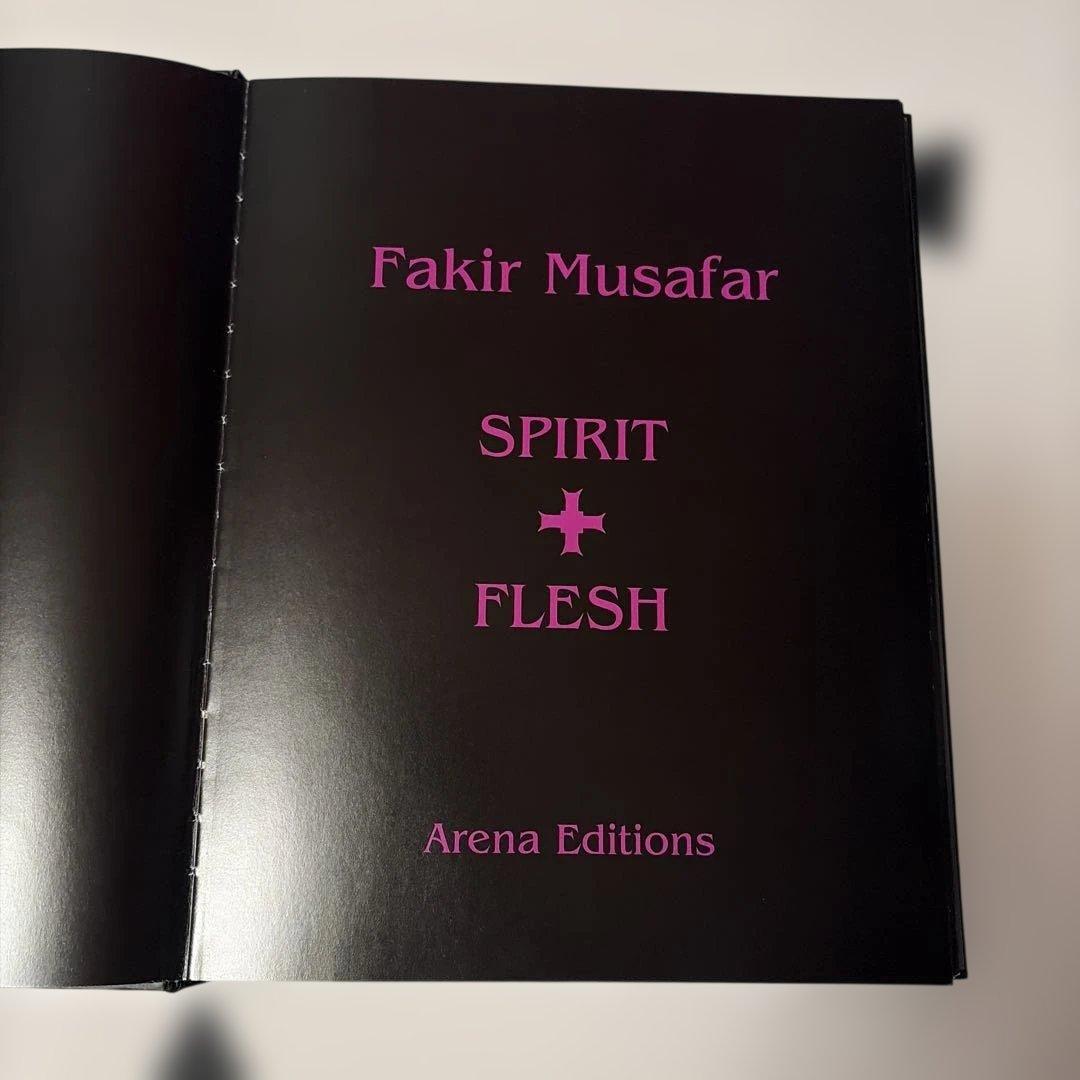 Fakir Musafar
SPIRIT
+
FLESH
Arena Editions